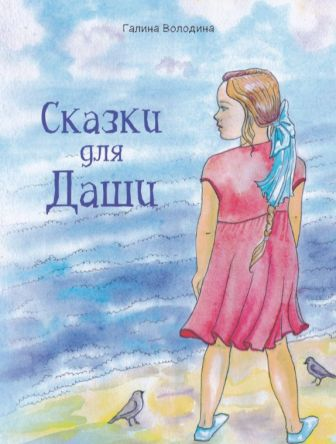 Галина Володина
Сказки
для
Даши